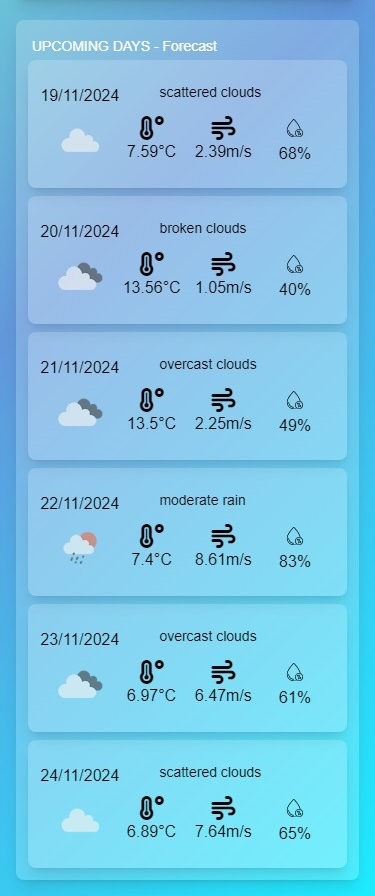 UPCOMING DAYS - Forecast
19/11/2024 scattered clouds
7.59°C 2.39m/s 68%
20/11/2024 broken clouds
13.56°C 1.05m/s 40%
21/11/2024 overcast clouds
13.5°C 2.25m/s 49%
22/11/2024 moderate rain
7.4°C 8.61m/s 83%
23/11/2024 overcast clouds
6.97°C 6.47m/s 61%
24/11/2024 scattered clouds
6.89°C 7.64m/s 65%